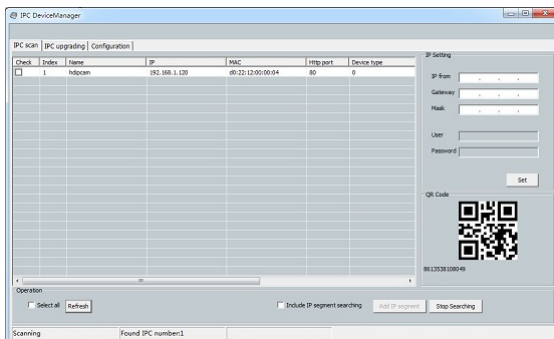 IPC DeviceManager
IPC scan IPC upgrading Configuration
Check Index Name IP MAC Http port Device type
1 hdipcam 192.168.1.120 d0:22:12:00:00:04 80 0
IP Setting
IP from . . .
Gateway . . .
Mask . . .
User
Password
Set
QR Code
8613538108049
Operation
Select all Refresh Include IP segment searching Add IP segment Stop Searching
Scanning Found IPC number:1